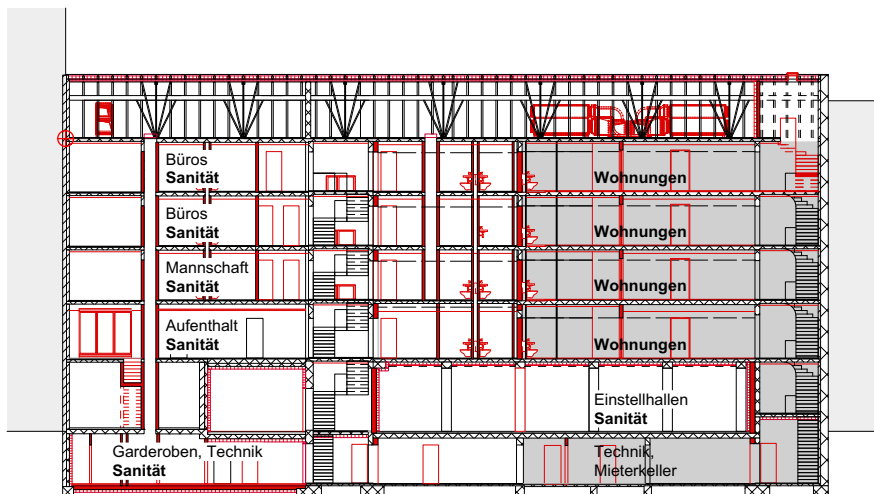 Büros
Sanität
Wohnungen
Büros
Sanität
Wohnungen
Mannschaft
Sanität
Wohnungen
Aufenthalt
Sanität
Wohnungen
Einstellhallen
Sanität
Garderoben, Technik
Sanität
Technik,
Mieterkeller